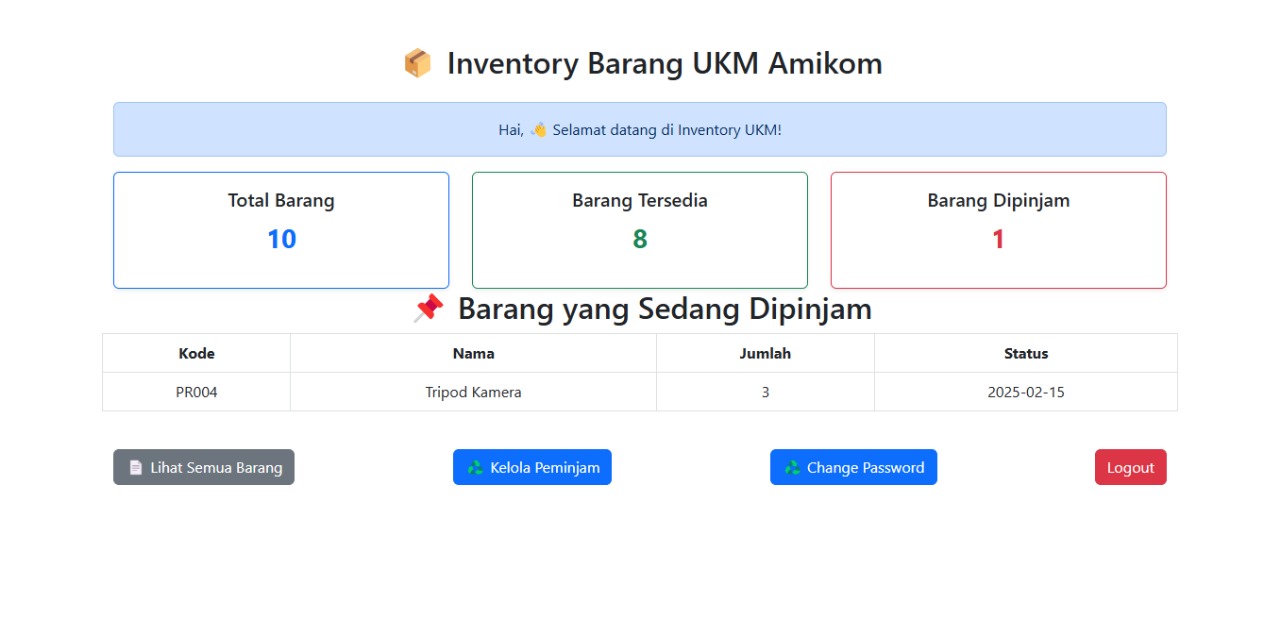 📦 Inventory Barang UKM Amikom
Hai, 👋 Selamat datang di Inventory UKM!
Total Barang Barang Tersedia Barang Dipinjam
10 8 1
📌 Barang yang Sedang Dipinjam
Kode Nama Jumlah Status
PR004 Tripod Kamera 3 2025-02-15
📄 Lihat Semua Barang ♻️ Kelola Peminjam ♻️ Change Password Logout